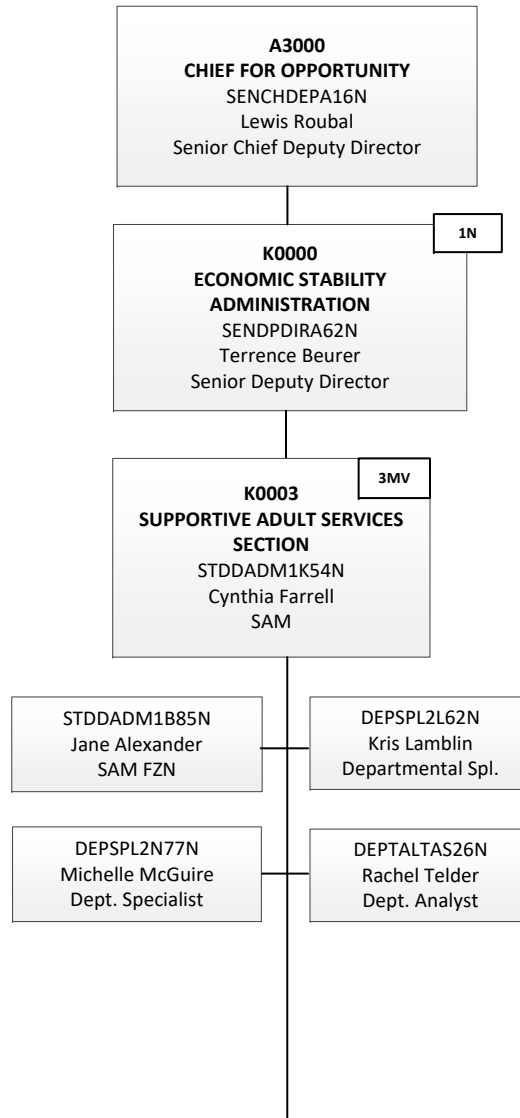 A3000
CHIEF FOR OPPORTUNITY
SENCHDEPA16N
Lewis Roubal
Senior Chief Deputy Director
1N
K0000
ECONOMIC STABILITY
ADMINISTRATION
SENDPDIRA62N
Terrence Beurer
Senior Deputy Director
3MV
K0003
SUPPORTIVE ADULT SERVICES
SECTION
STDDADM1K54N
Cynthia Farrell
SAM
STDDADM1B85N
Jane Alexander
SAM FZN
DEPSPL2L62N
Kris Lamblin
Departmental Spl.
DEPSPL2N77N
Michelle McGuire
Dept. Specialist
DEPTALTAS26N
Rachel Telder
Dept. Analyst